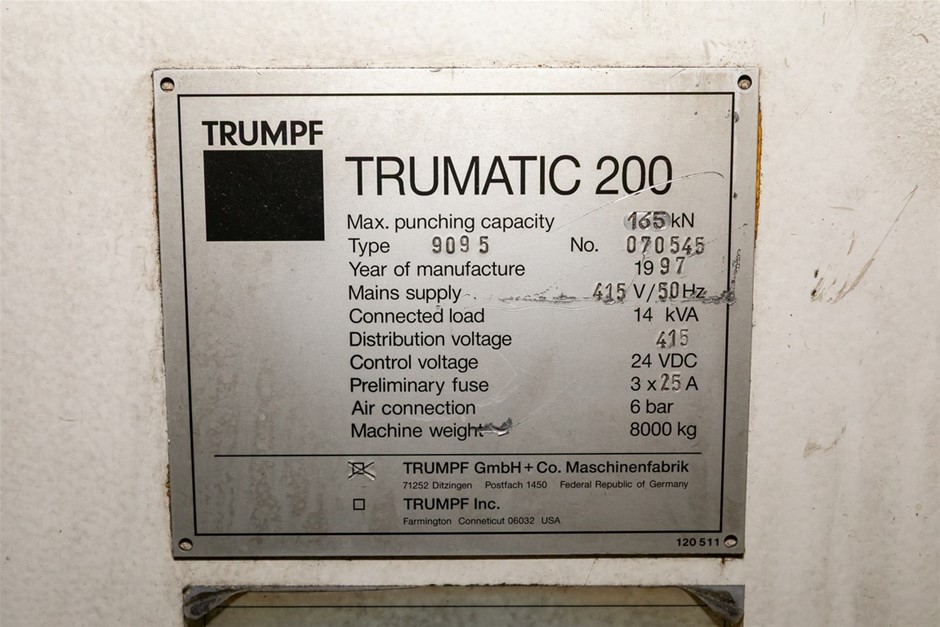 TRUMPF
TRUMATIC 200
Max. punching capacity 165 kN
Type 9095 No. 070545
Year of manufacture 1997
Mains supply 415 V/50Hz
Connected load 14 kVA
Distribution voltage 415
Control voltage 24 VDC
Preliminary fuse 3 x 25 A
Air connection 6 bar
Machine weight 8000 kg
TRUMPF GmbH + Co. Maschinenfabrik
71252 Ditzingen Postfach 1450 Federal Republic of Germany
TRUMPF Inc.
Farmington Conneticut 06032 USA
120 511